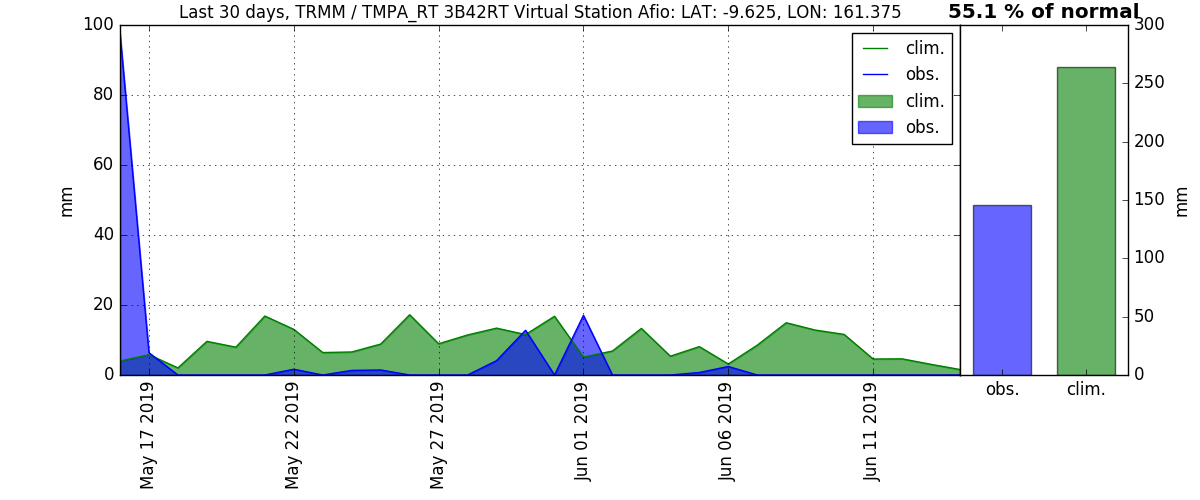 Last 30 days, TRMM / TMPA_RT 3B42RT Virtual Station Afio: LAT: -9.625, LON: 161.375
55.1 % of normal
100
80
60
40
20
0
mm
clim.
obs.
clim.
obs.
May 17 2019
May 22 2019
May 27 2019
Jun 01 2019
Jun 06 2019
Jun 11 2019
300
250
200
150
100
50
0
mm
obs.
clim.